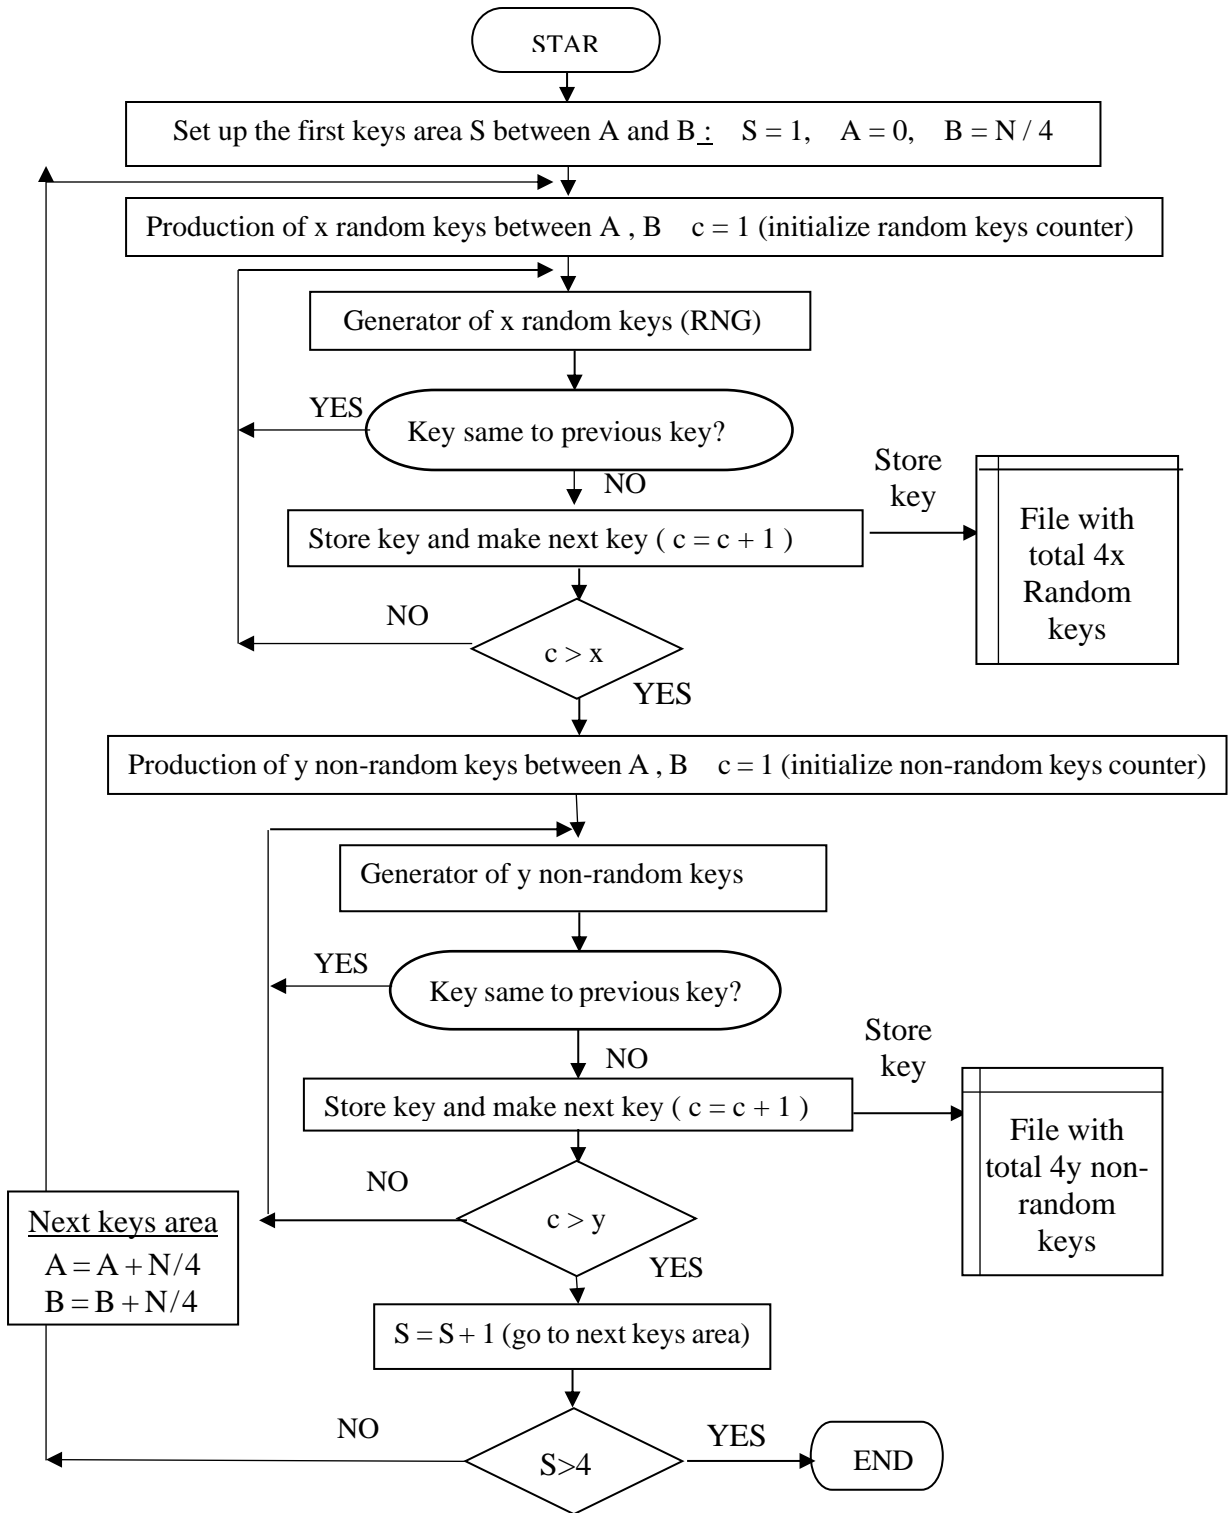 STAR
Set up the first keys area S between A and B : S = 1, A = 0, B = N / 4
Production of x random keys between A , B c = 1 (initialize random keys counter)
Generator of x random keys (RNG)
YES
Key same to previous key?
NO
Store
key
Store key and make next key ( c = c + 1 )
File with
total 4x
Random
keys
NO
c > x
YES
Production of y non-random keys between A , B c = 1 (initialize non-random keys counter)
Generator of y non-random keys
YES
Key same to previous key?
NO
Store
key
Store key and make next key ( c = c + 1 )
File with
total 4y non-
random
keys
NO
c > y
YES
Next keys area
A = A + N/4
B = B + N/4
S = S + 1 (go to next keys area)
NO
S>4
YES
END